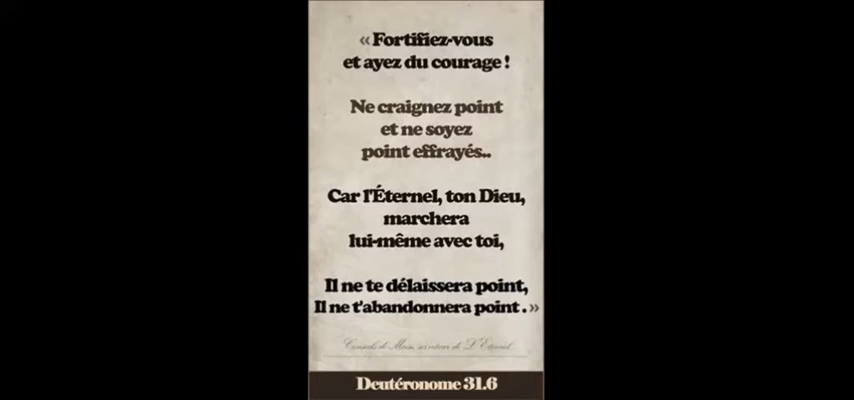 « Fortifiez-vous
et ayez du courage !
Ne craignez point
et ne soyez
point effrayés..
Car l'Éternel, ton Dieu,
marchera
lui-même avec toi,
Il ne te délaissera point,
Il ne t'abandonnera point . »
Conseils de Moïse, serviteur de L'Eternel
Deutéronome 31.6